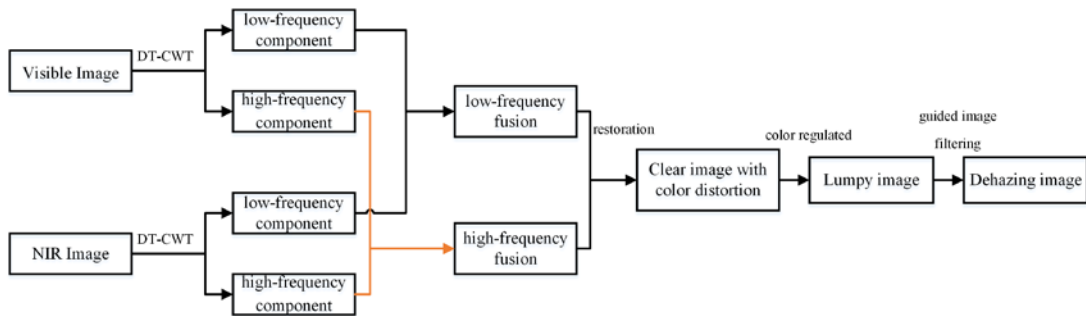 Visible Image
DT-CWT
low-frequency
component
high-frequency
component
NIR Image
DT-CWT
low-frequency
component
high-frequency
component
low-frequency
fusion
high-frequency
fusion
restoration
Clear image with
color distortion
color regulated
Lumpy image
guided image
filtering
Dehazing image